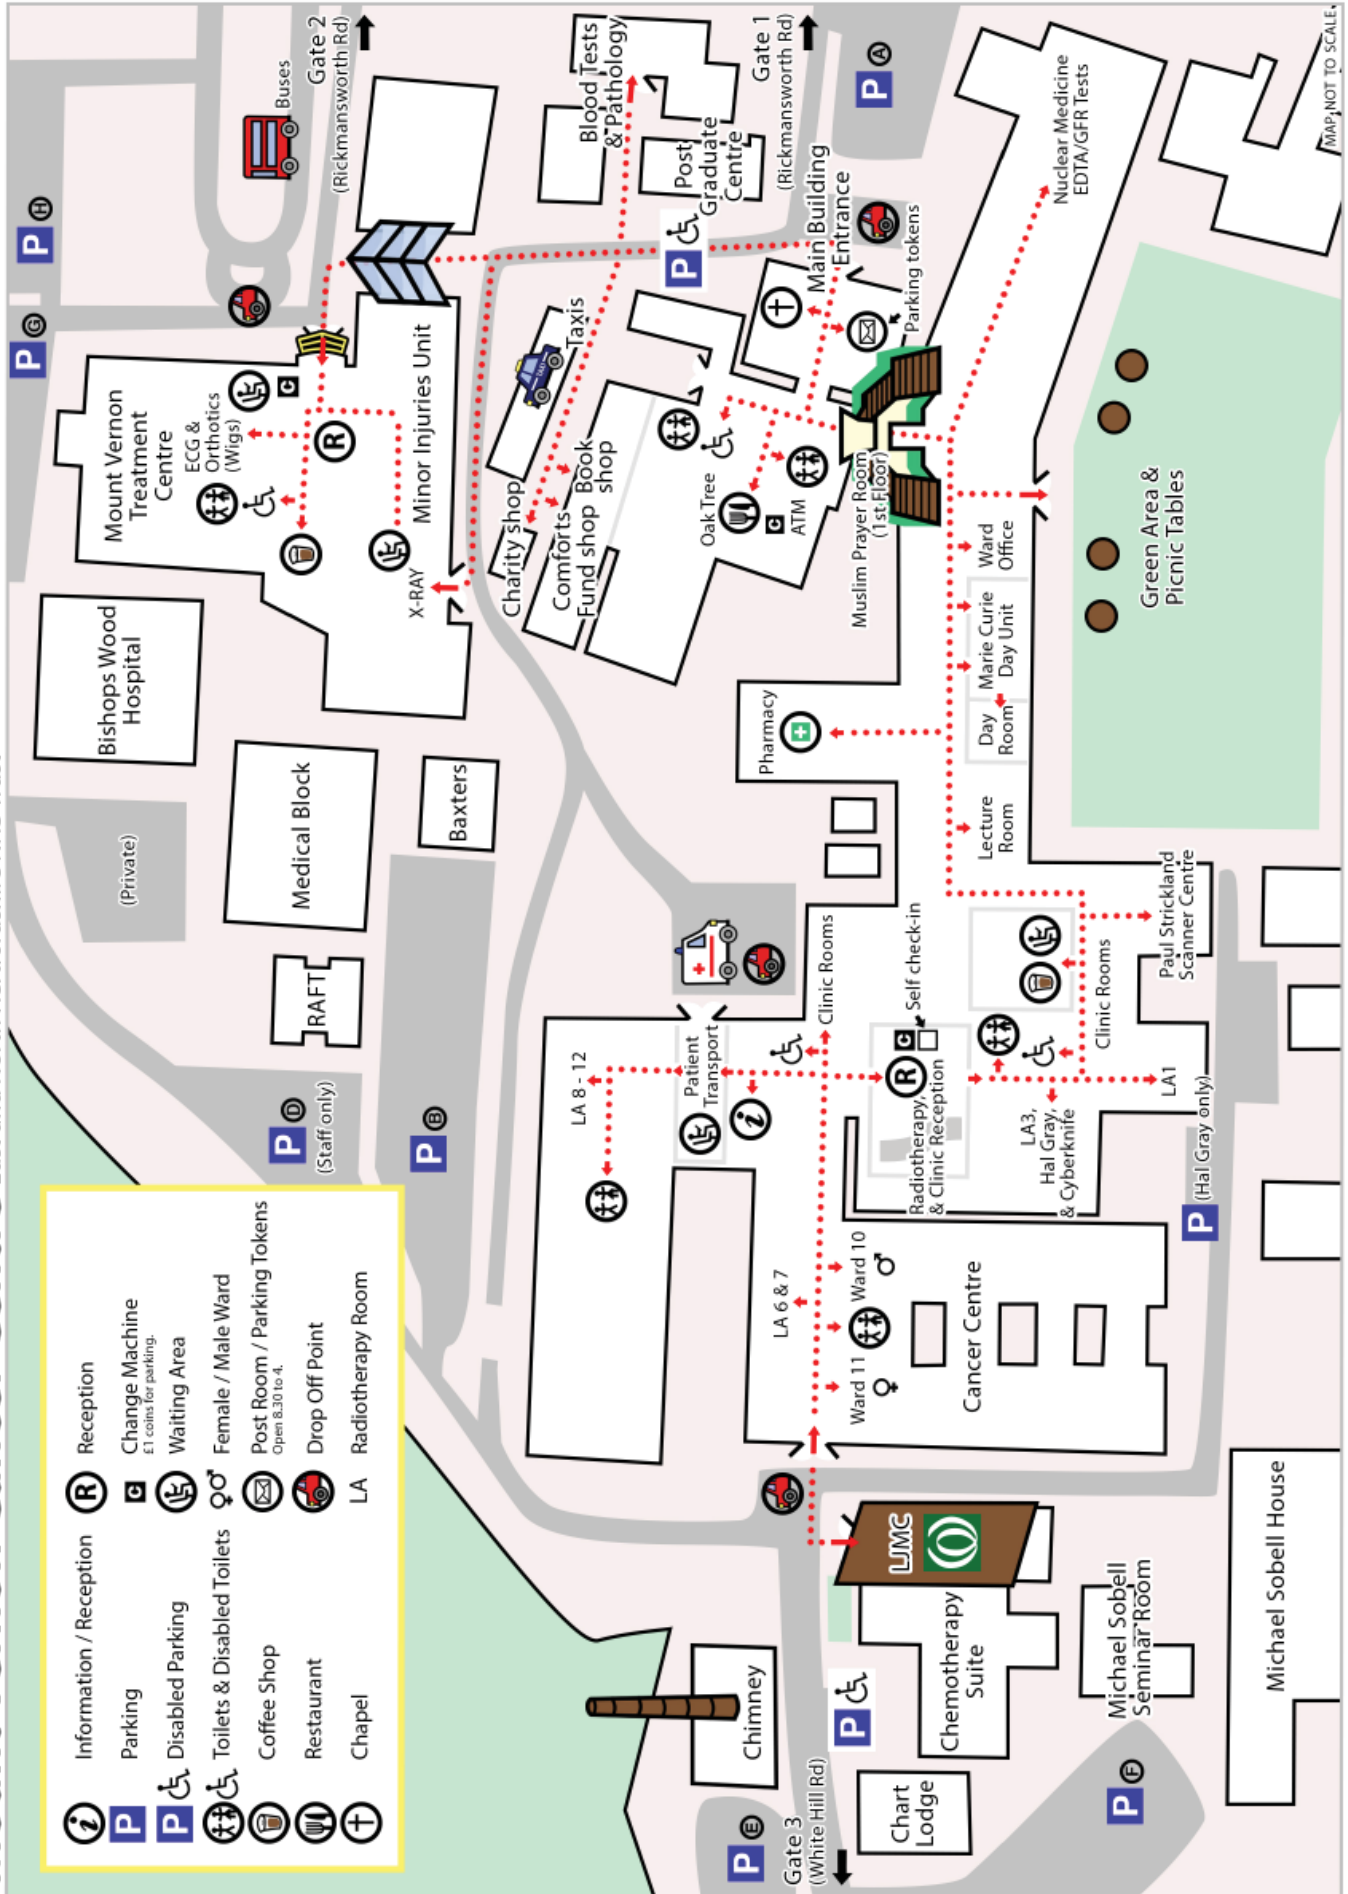 Information / Reception
Parking
Disabled Parking
Toilets & Disabled Toilets
Coffee Shop
Restaurant
Chapel
Reception
Change Machine
£1 coins for parking.
Waiting Area
Female / Male Ward
Post Room / Parking Tokens
Open 8.30 to 4.
Drop Off Point
LA Radiotherapy Room
i
P
P
R
C
P D
(Staff only)
P B
(Private)
RAFT
Medical Block
Baxters
Bishops Wood
Hospital
P G
P H
Mount Vernon
Treatment
Centre
ECG &
Orthotics
(Wigs)
C
R
Minor Injuries Unit
X-RAY
Buses
Gate 2
(Rickmansworth Rd)
Blood Tests
& Pathology
Post
Graduate
Centre
Gate 1
(Rickmansworth Rd)
P A
P
Taxis
TAXI
Charity shop
Comforts
Fund shop
Book
shop
Main Building
Entrance
Parking tokens
Oak Tree
C
ATM
Muslim Prayer Room
(1st Floor)
Nuclear Medicine
EDTA/GFR Tests
Ward
Office
Marie Curie
Day Unit
Day
Room
Lecture
Room
Pharmacy
Green Area &
Picnic Tables
MAP NOT TO SCALE.
LA 8 - 12
Patient
Transport
i
Clinic Rooms
C
Self check-in
R
Radiotherapy,
& Clinic Reception
Clinic Rooms
Paul Strickland
Scanner Centre
LA1
LA3,
Hal Gray,
& Cyberknife
P (Hal Gray only)
LA 6 & 7
Ward 10
Ward 11
Cancer Centre
LJMC
Chemotherapy
Suite
Michael Sobell
Seminar Room
Michael Sobell House
Chimney
P
P E
Gate 3
(White Hill Rd)
Chart
Lodge
P F